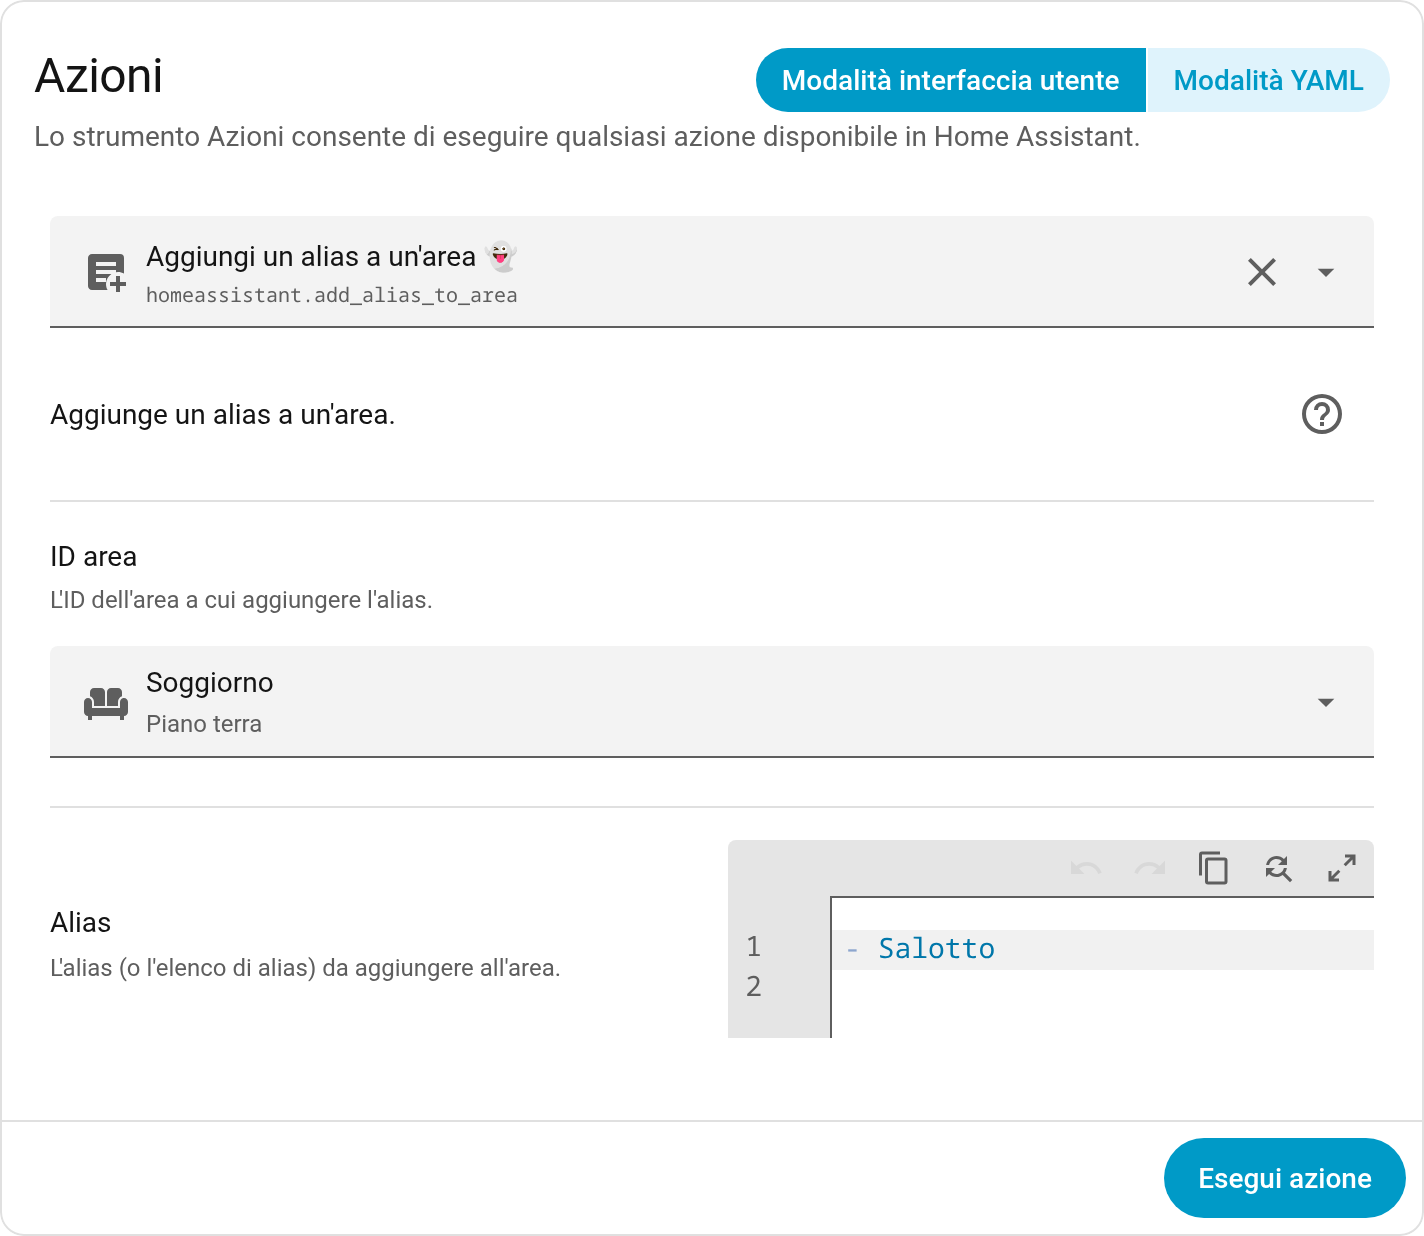 Azioni
Modalità interfaccia utente
Modalità YAML
Lo strumento Azioni consente di eseguire qualsiasi azione disponibile in Home Assistant.
Aggiungi un alias a un'area 👻
homeassistant.add_alias_to_area
Aggiunge un alias a un'area.
ID area
L'ID dell'area a cui aggiungere l'alias.
Soggiorno
Piano terra
Alias
L'alias (o l'elenco di alias) da aggiungere all'area.
1 - Salotto
2
Esegui azione